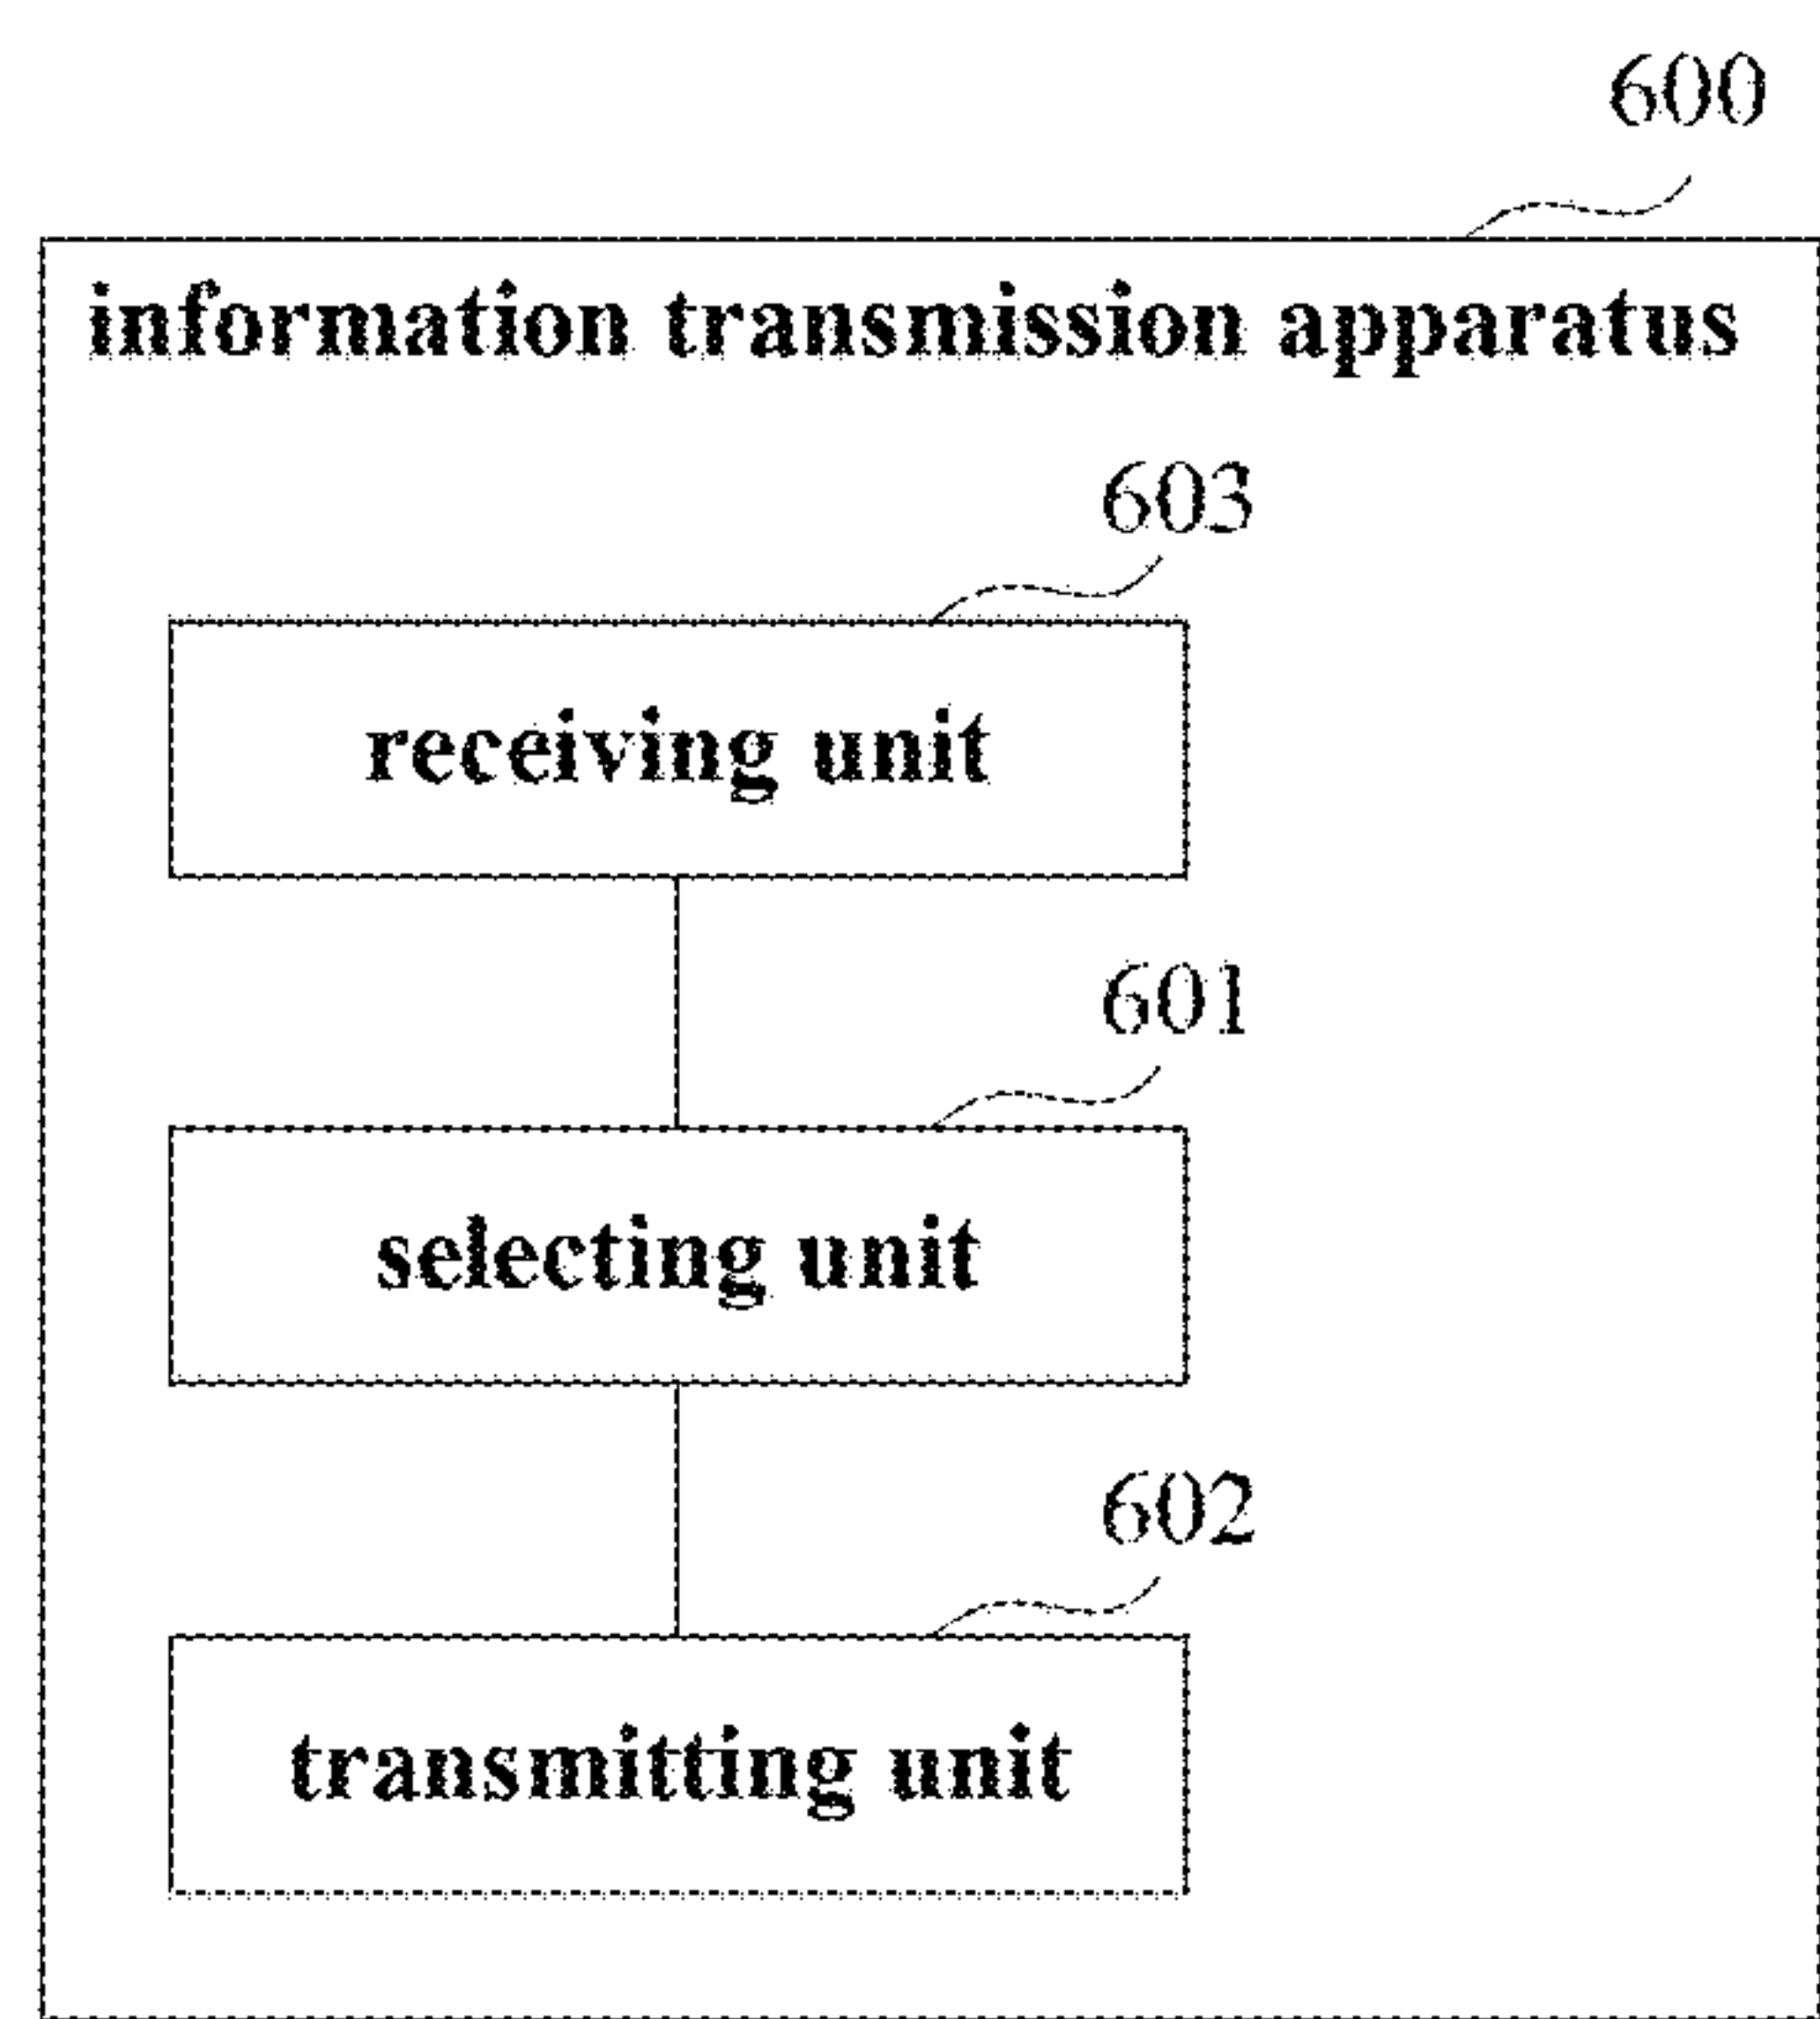 600
information transmission apparatus
603
receiving unit
601
selecting unit
602
transmitting unit